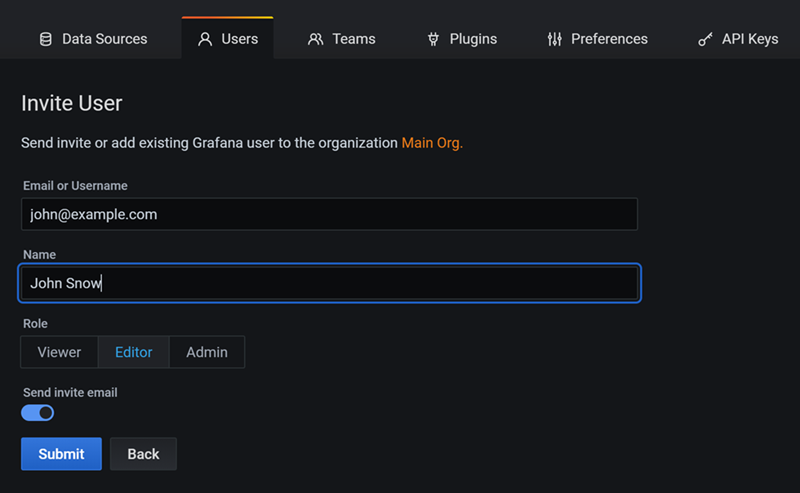 Data Sources Users Teams Plugins Preferences API Keys
Invite User
Send invite or add existing Grafana user to the organization Main Org.
Email or Username
john@example.com
Name
John Snow
Role
Viewer Editor Admin
Send invite email
Submit Back